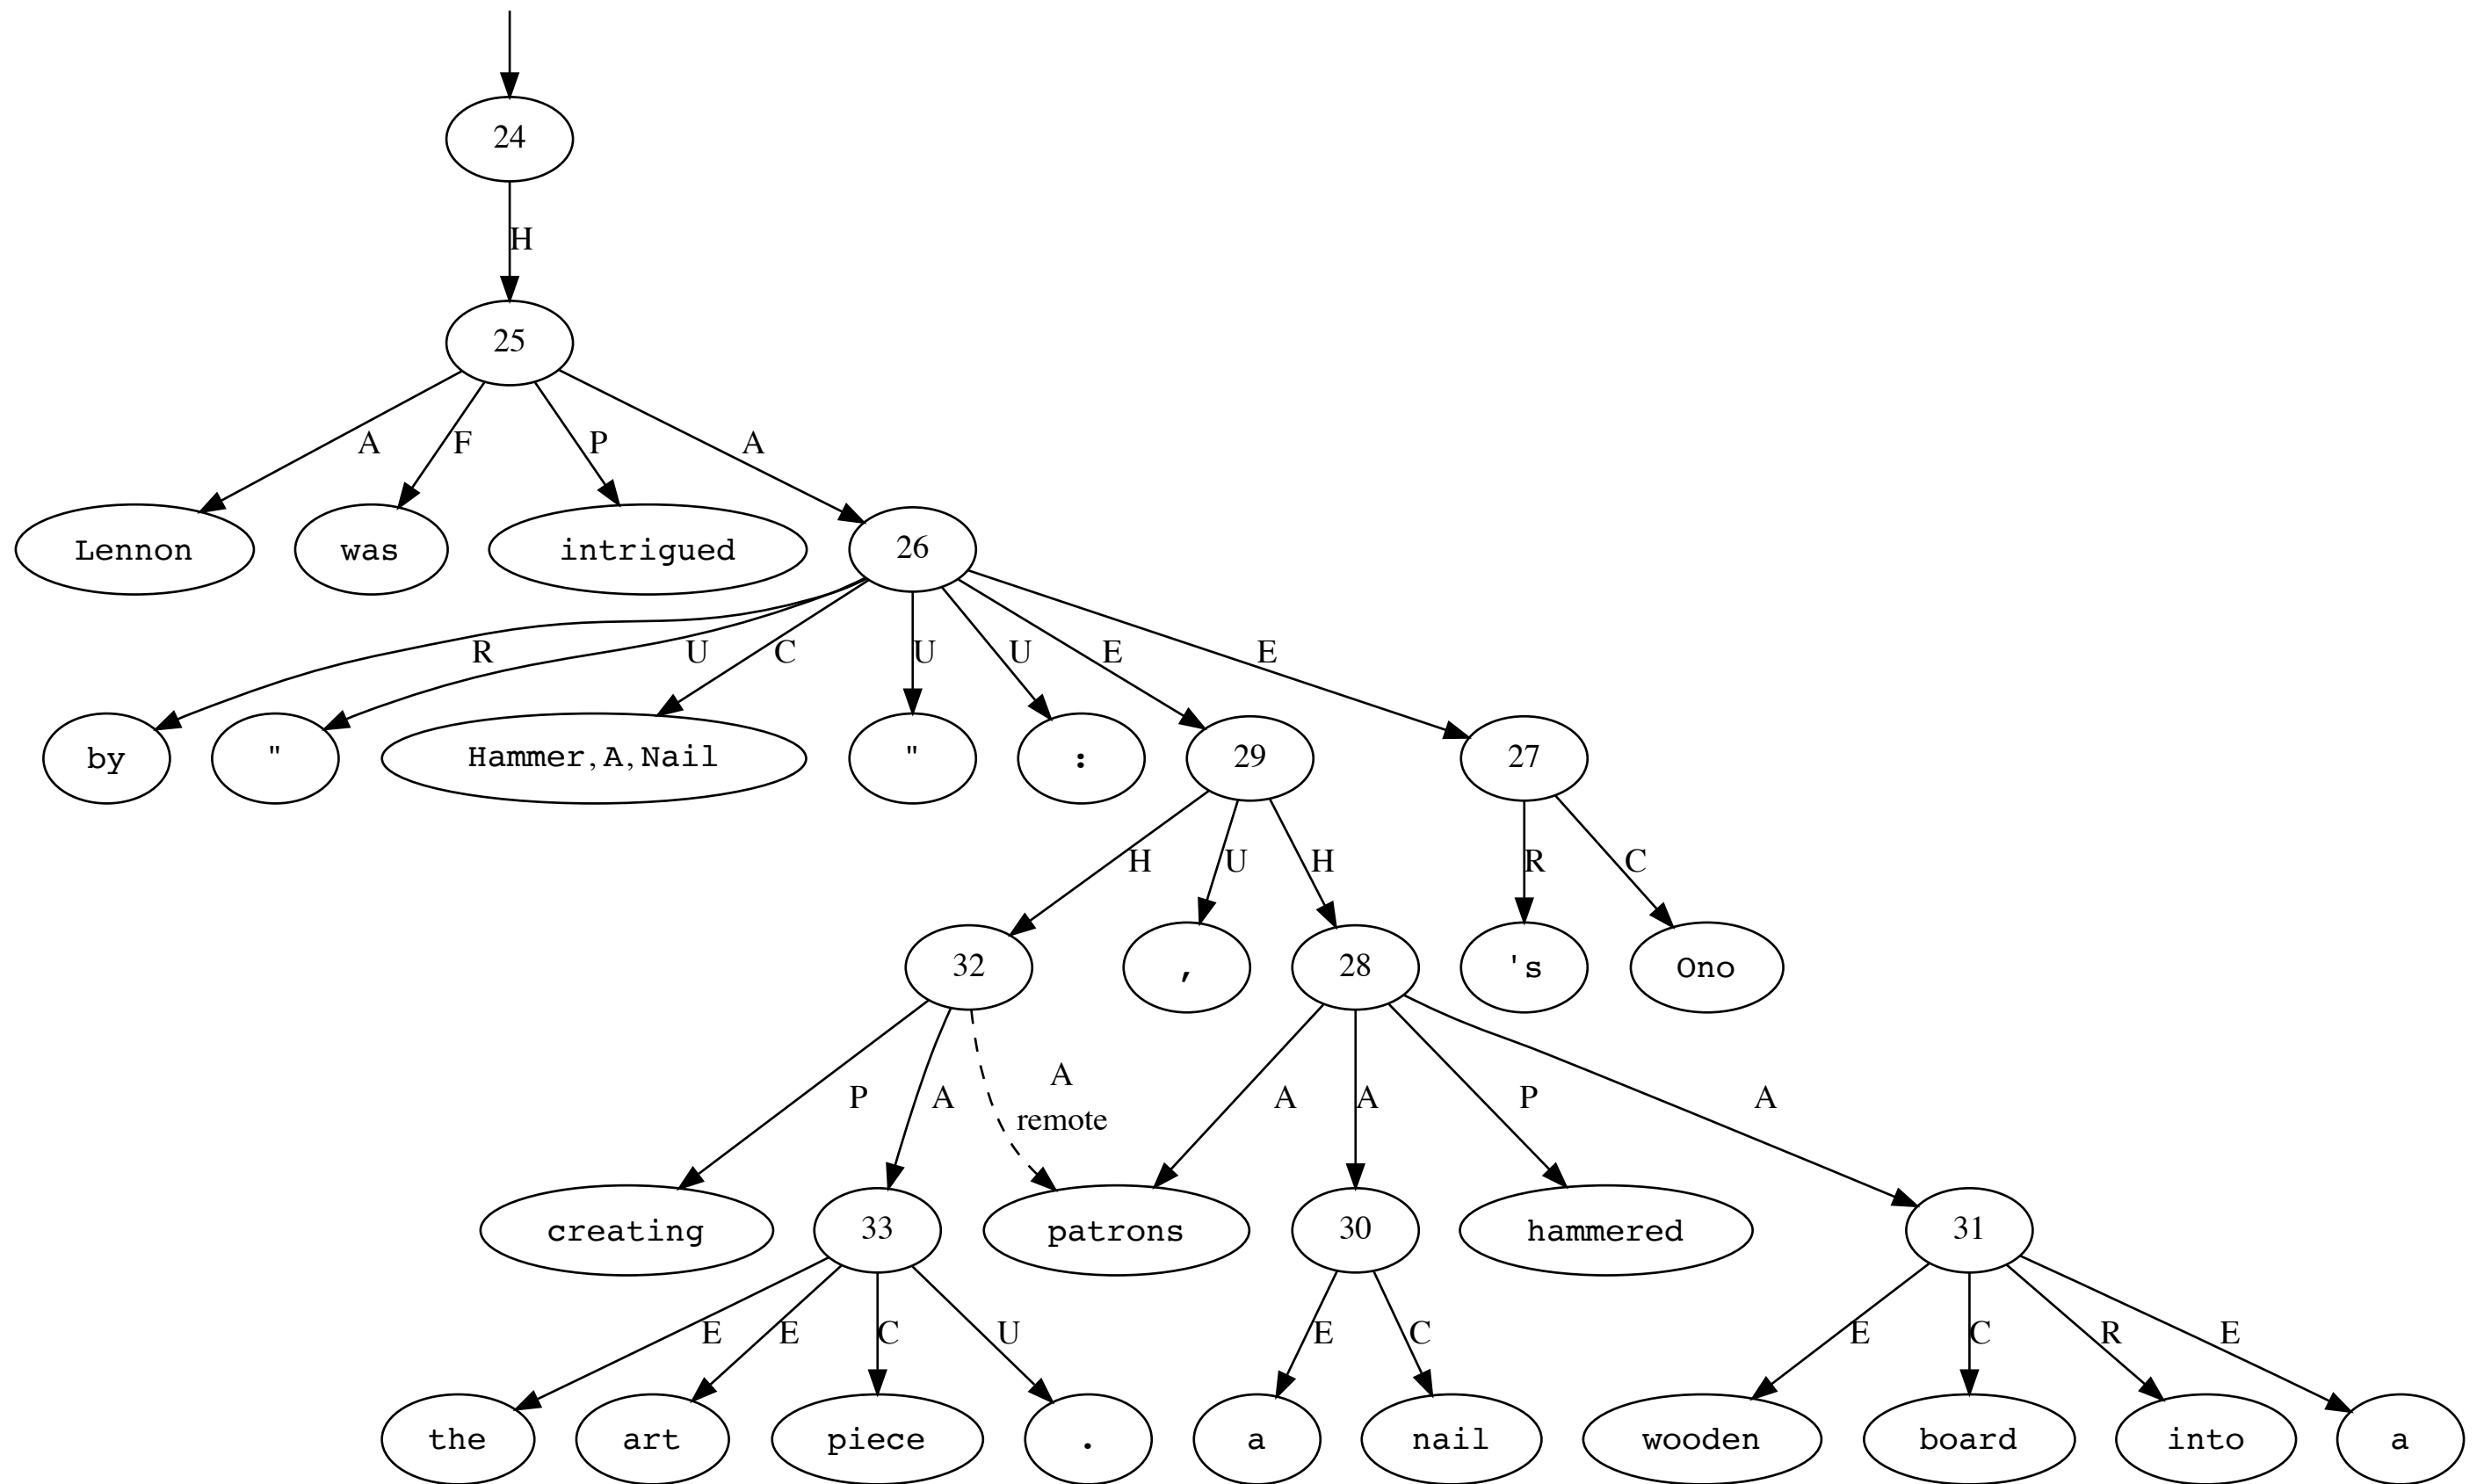 24
H
25
A F P A
Lennon was intrigued 26
R U C U U E E
by " Hammer,A,Nail " : 29 27
H U H R C
32 , 28 's Ono
A
P A A A P A
remote
creating 33 patrons 30 hammered 31
E E C U E C E C R E
the art piece . a nail wooden board into a